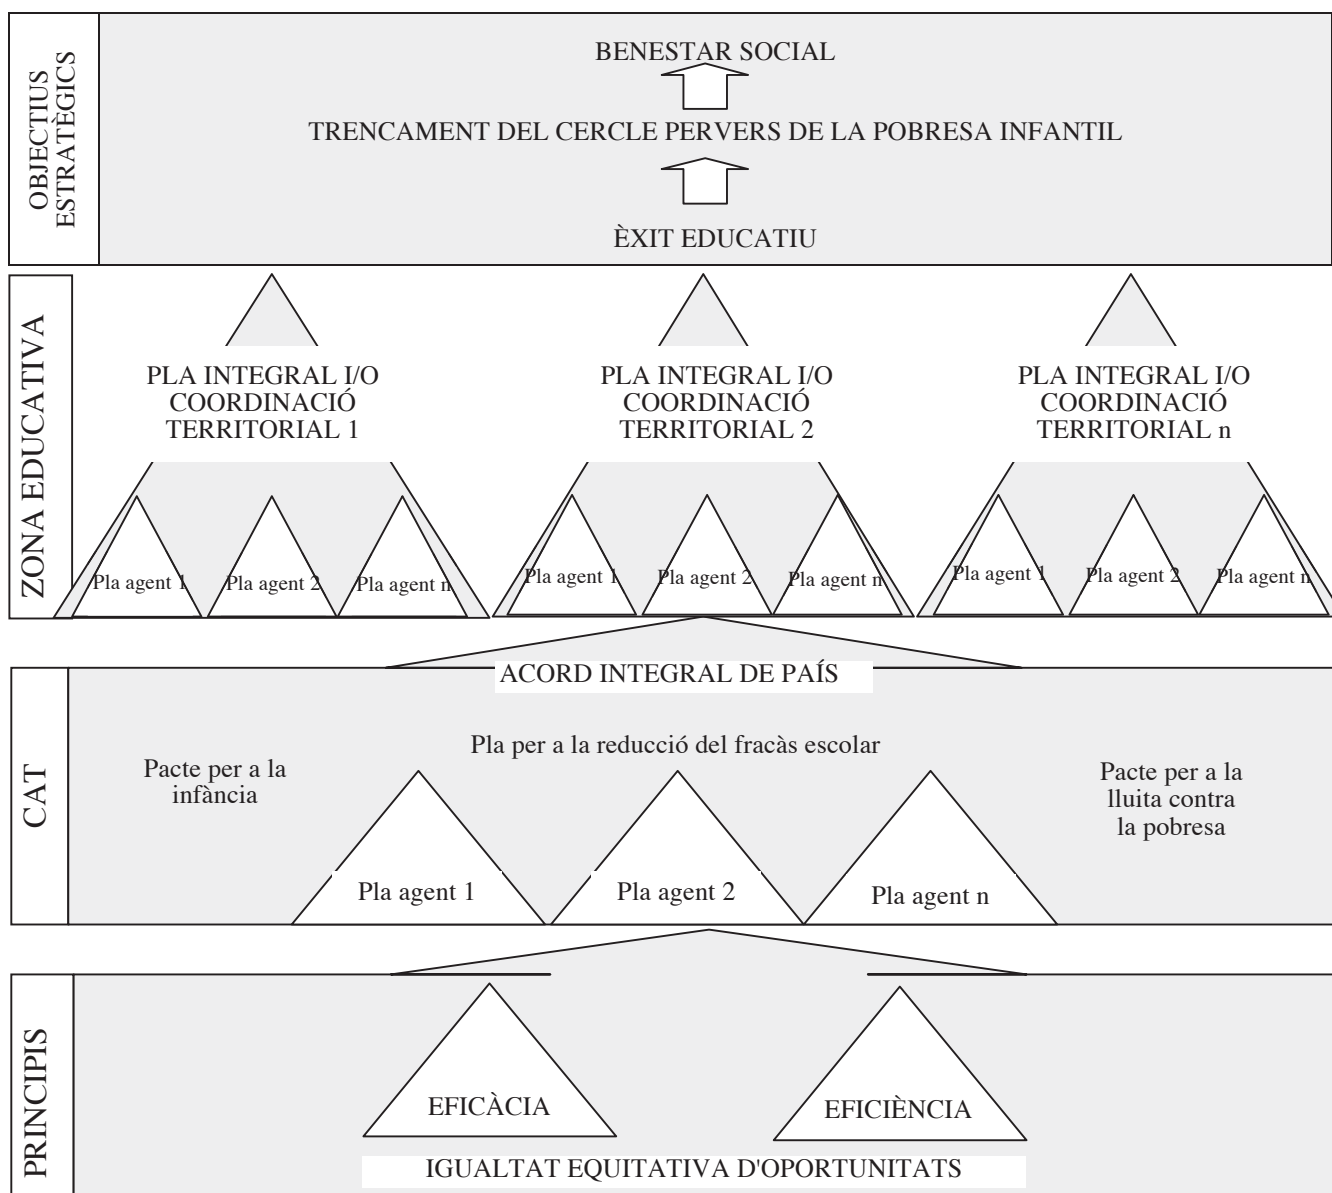 OBJECTIUS
ESTRATÈGICS
BENESTAR SOCIAL
TRENCAMENT DEL CERCLE PERVERS DE LA POBRESA INFANTIL
ÈXIT EDUCATIU
ZONA EDUCATIVA
PLA INTEGRAL I/O
COORDINACIÓ
TERRITORIAL 1
PLA INTEGRAL I/O
COORDINACIÓ
TERRITORIAL 2
PLA INTEGRAL I/O
COORDINACIÓ
TERRITORIAL n
Pla agent 1
Pla agent 2
Pla agent n
Pla agent 1
Pla agent 2
Pla agent n
Pla agent 1
Pla agent 2
Pla agent n
CAT
ACORD INTEGRAL DE PAÍS
Pla per a la reducció del fracàs escolar
Pacte per a la
infància
Pacte per a la
lluita contra
la pobresa
Pla agent 1
Pla agent 2
Pla agent n
PRINCIPIS
EFICÀCIA
EFICIÈNCIA
IGUALTAT EQUITATIVA D'OPORTUNITATS